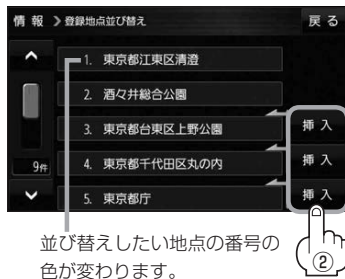 情報 登録地点並び替え 戻る
1. 東京都江東区清澄
2. 酒々井総合公園
3. 東京都台東区上野公園
挿入
4. 東京都千代田区丸の内
挿入
9件
5. 東京都庁
挿入
②
並び替えしたい地点の番号の
色が変わります。